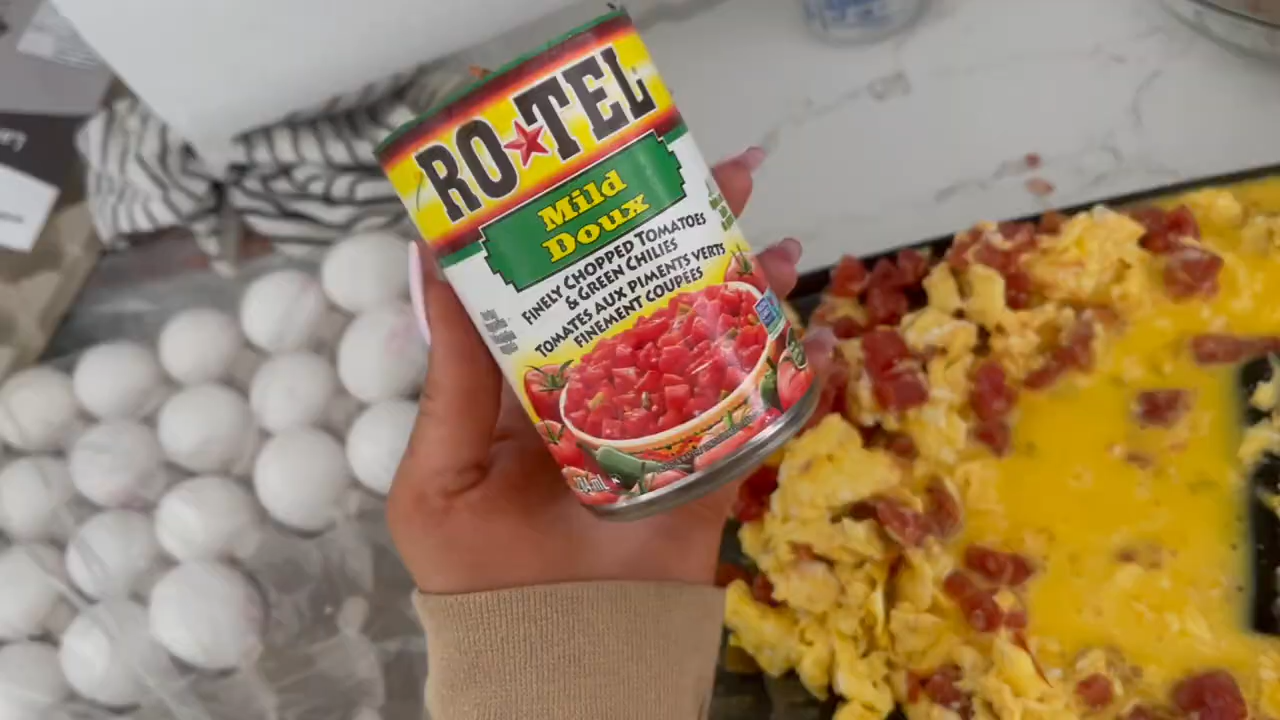 RO★TEL
Mild
Doux
FINELY CHOPPED TOMATOES
& GREEN CHILIES
TOMATES AUX PIMENTS VERTS
FINEMENT COUPÉES